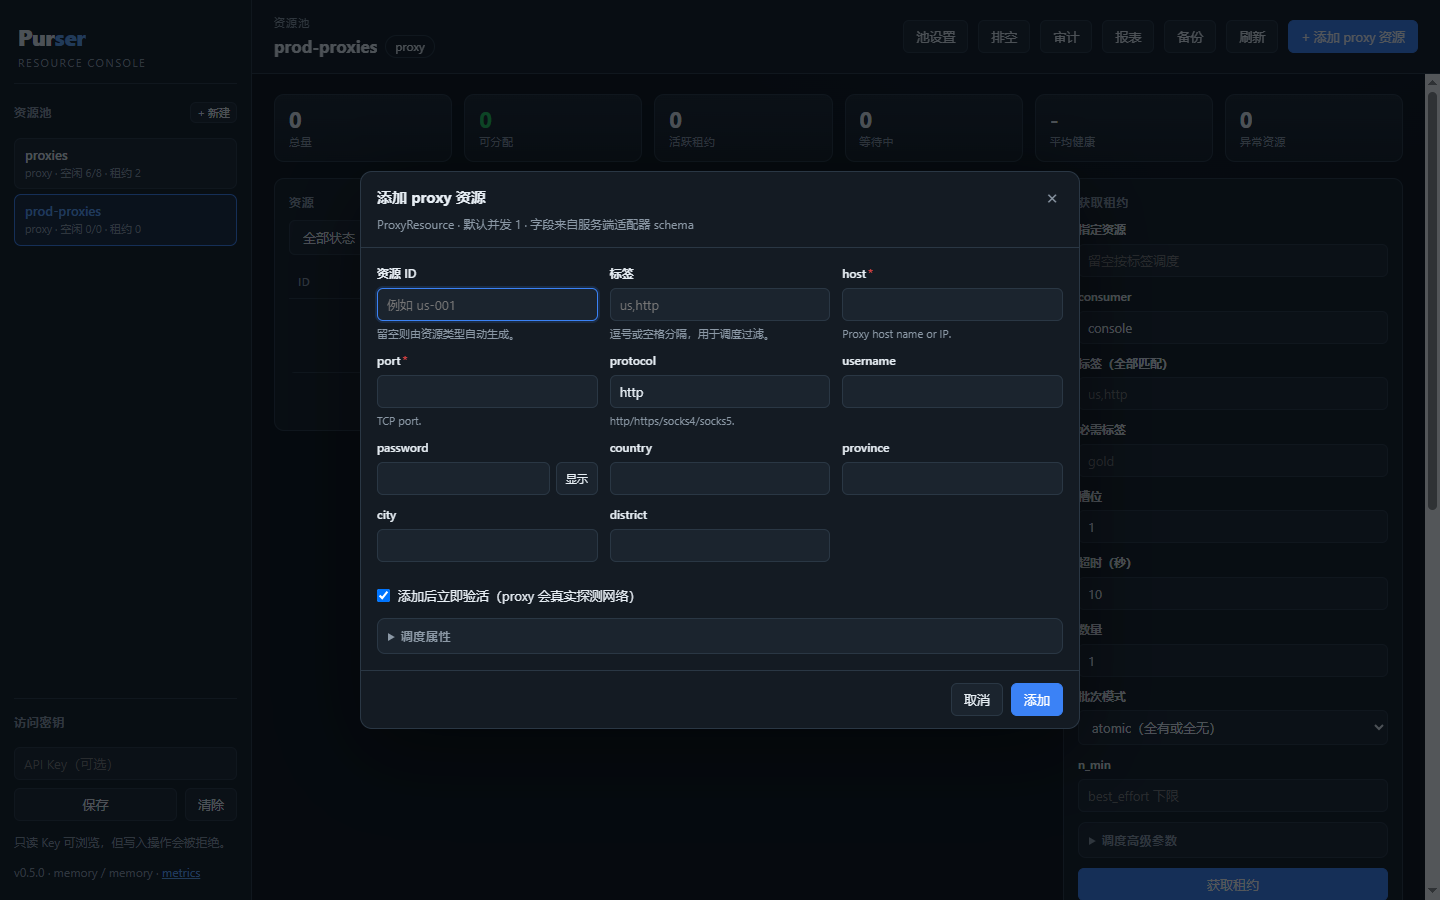 Purser
RESOURCE CONSOLE
资源池
+ 新建
proxies
proxy · 空闲 6/8 · 租约 2
prod-proxies
proxy · 空闲 0/0 · 租约 0
访问密钥
API Key（可选）
保存
清除
只读 Key 可浏览，但写入操作会被拒绝。
v0.5.0 · memory / memory · metrics
资源池
prod-proxies
proxy
池设置
排空
审计
报表
备份
刷新
+ 添加 proxy 资源
0
总量
0
可分配
0
活跃租约
0
等待中
-
平均健康
0
异常资源
资源
全部状态
ID
添加 proxy 资源
×
ProxyResource · 默认并发 1 · 字段来自服务端适配器 schema
资源 ID
标签
host*
例如 us-001
us,http
留空则由资源类型自动生成。
逗号或空格分隔，用于调度过滤。
Proxy host name or IP.
port*
protocol
username
http
TCP port.
http/https/socks4/socks5.
password
country
province
显示
city
district
添加后立即验活（proxy 会真实探测网络）
调度属性
取消
添加
获取租约
指定资源
留空按标签调度
consumer
console
标签（全部匹配）
us,http
必需标签
gold
槽位
1
超时（秒）
10
数量
1
批次模式
atomic（全有或全无）
n_min
best_effort 下限
调度高级参数
获取租约